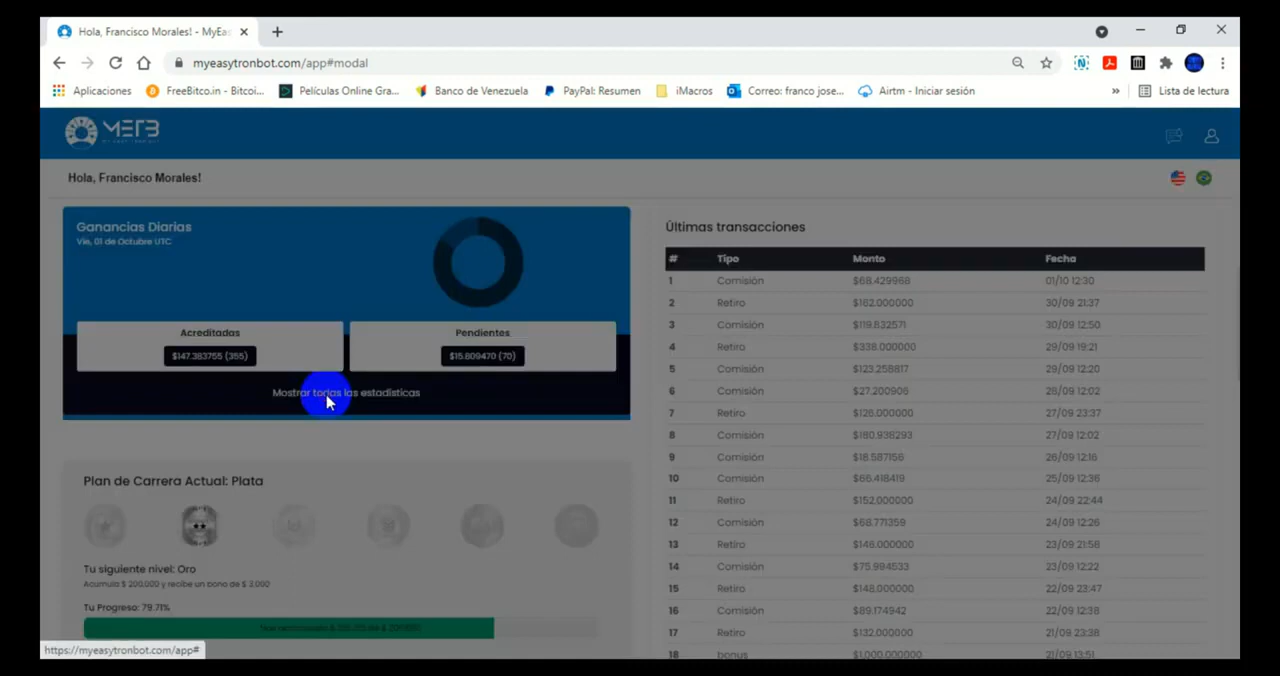 Hola, Francisco Morales! - MyEas
myeasytronbot.com/app#modal
Aplicaciones
FreeBitco.in - Bitcoi...
Películas Online Gra...
Banco de Venezuela
PayPal: Resumen
iMacros
Correo: franco jose...
Airtm - Iniciar sesión
»
Lista de lectura
Hola, Francisco Morales!
Ganancias Diarias
Vie, 01 de Octubre UTC
Acreditadas
$147.383755 (355)
Pendientes
$15.809470 (70)
Mostrar todas las estadísticas
Plan de Carrera Actual: Plata
Tu siguiente nivel: Oro
Acumula $ 200.000 y recibe un bono de $ 3.000
Tu Progreso: 79.71%
https://myeasytronbot.com/app#
Últimas transacciones
# Tipo Monto Fecha
1 Comisión $68.429968 01/10 12:30
2 Retiro $162.000000 30/09 21:37
3 Comisión $119.832571 30/09 12:50
4 Retiro $338.000000 29/09 19:21
5 Comisión $123.258817 29/09 12:20
6 Comisión $27.200906 28/09 12:02
7 Retiro $126.000000 27/09 23:37
8 Comisión $180.938293 27/09 12:02
9 Comisión $18.587156 26/09 12:16
10 Comisión $66.418419 25/09 12:36
11 Retiro $152.000000 24/09 22:44
12 Comisión $68.771359 24/09 12:26
13 Retiro $146.000000 23/09 21:58
14 Comisión $75.994533 23/09 12:22
15 Retiro $148.000000 22/09 23:47
16 Comisión $89.174942 22/09 12:38
17 Retiro $132.000000 21/09 23:38
18 bonus $1,000.000000 21/09 13:51